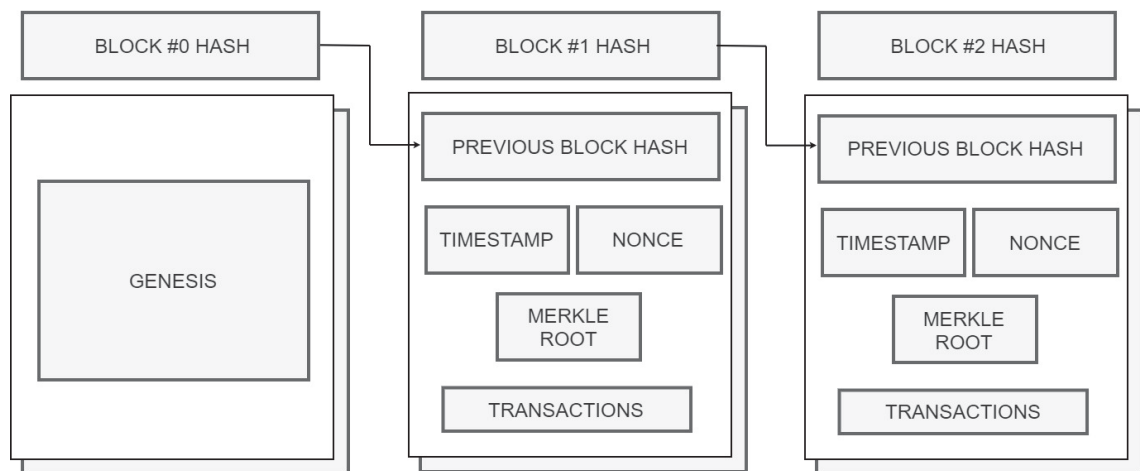 BLOCK #0 HASH
GENESIS
BLOCK #1 HASH
PREVIOUS BLOCK HASH
TIMESTAMP
NONCE
MERKLE
ROOT
TRANSACTIONS
BLOCK #2 HASH
PREVIOUS BLOCK HASH
TIMESTAMP
NONCE
MERKLE
ROOT
TRANSACTIONS